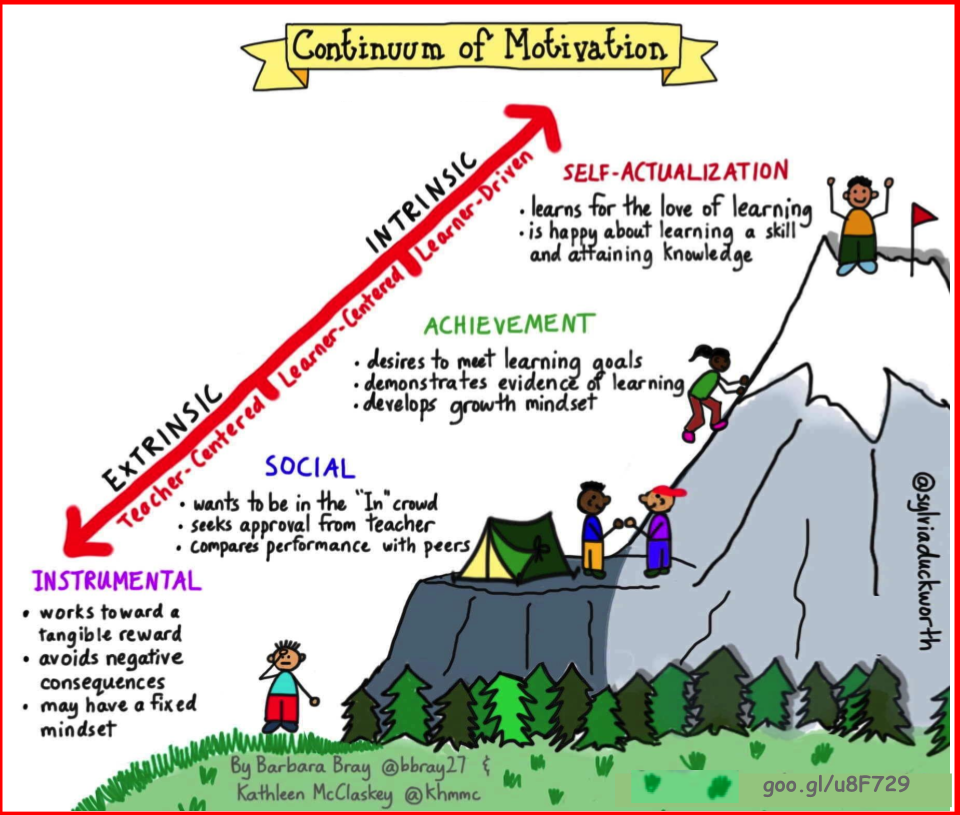 Continuum of Motivation
INTRINSIC
Learner-Driven
SELF-ACTUALIZATION
• learns for the love of learning
• is happy about learning a skill
and attaining knowledge
Learner-Centered
ACHIEVEMENT
• desires to meet learning goals
• demonstrates evidence of learning
• develops growth mindset
EXTRINSIC
Teacher-Centered
SOCIAL
• wants to be in the "In" crowd
• seeks approval from teacher
• compares performance with peers
INSTRUMENTAL
• works toward a
tangible reward
• avoids negative
consequences
• may have a fixed
mindset
@sylviaduckworth
By Barbara Bray @bbray27 &
Kathleen McClaskey @khmmc
goo.gl/u8F729